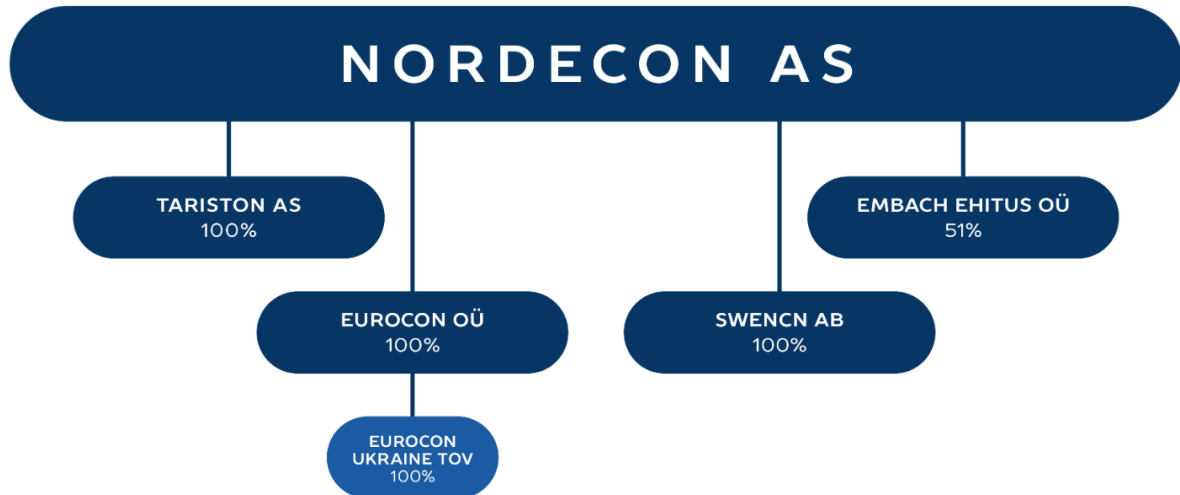 NORDECON AS
TARISTON AS
100%
EMBACH EHITUS OÜ
51%
EUROCON OÜ
100%
SWENCN AB
100%
EUROCON
UKRAINE TOV
100%